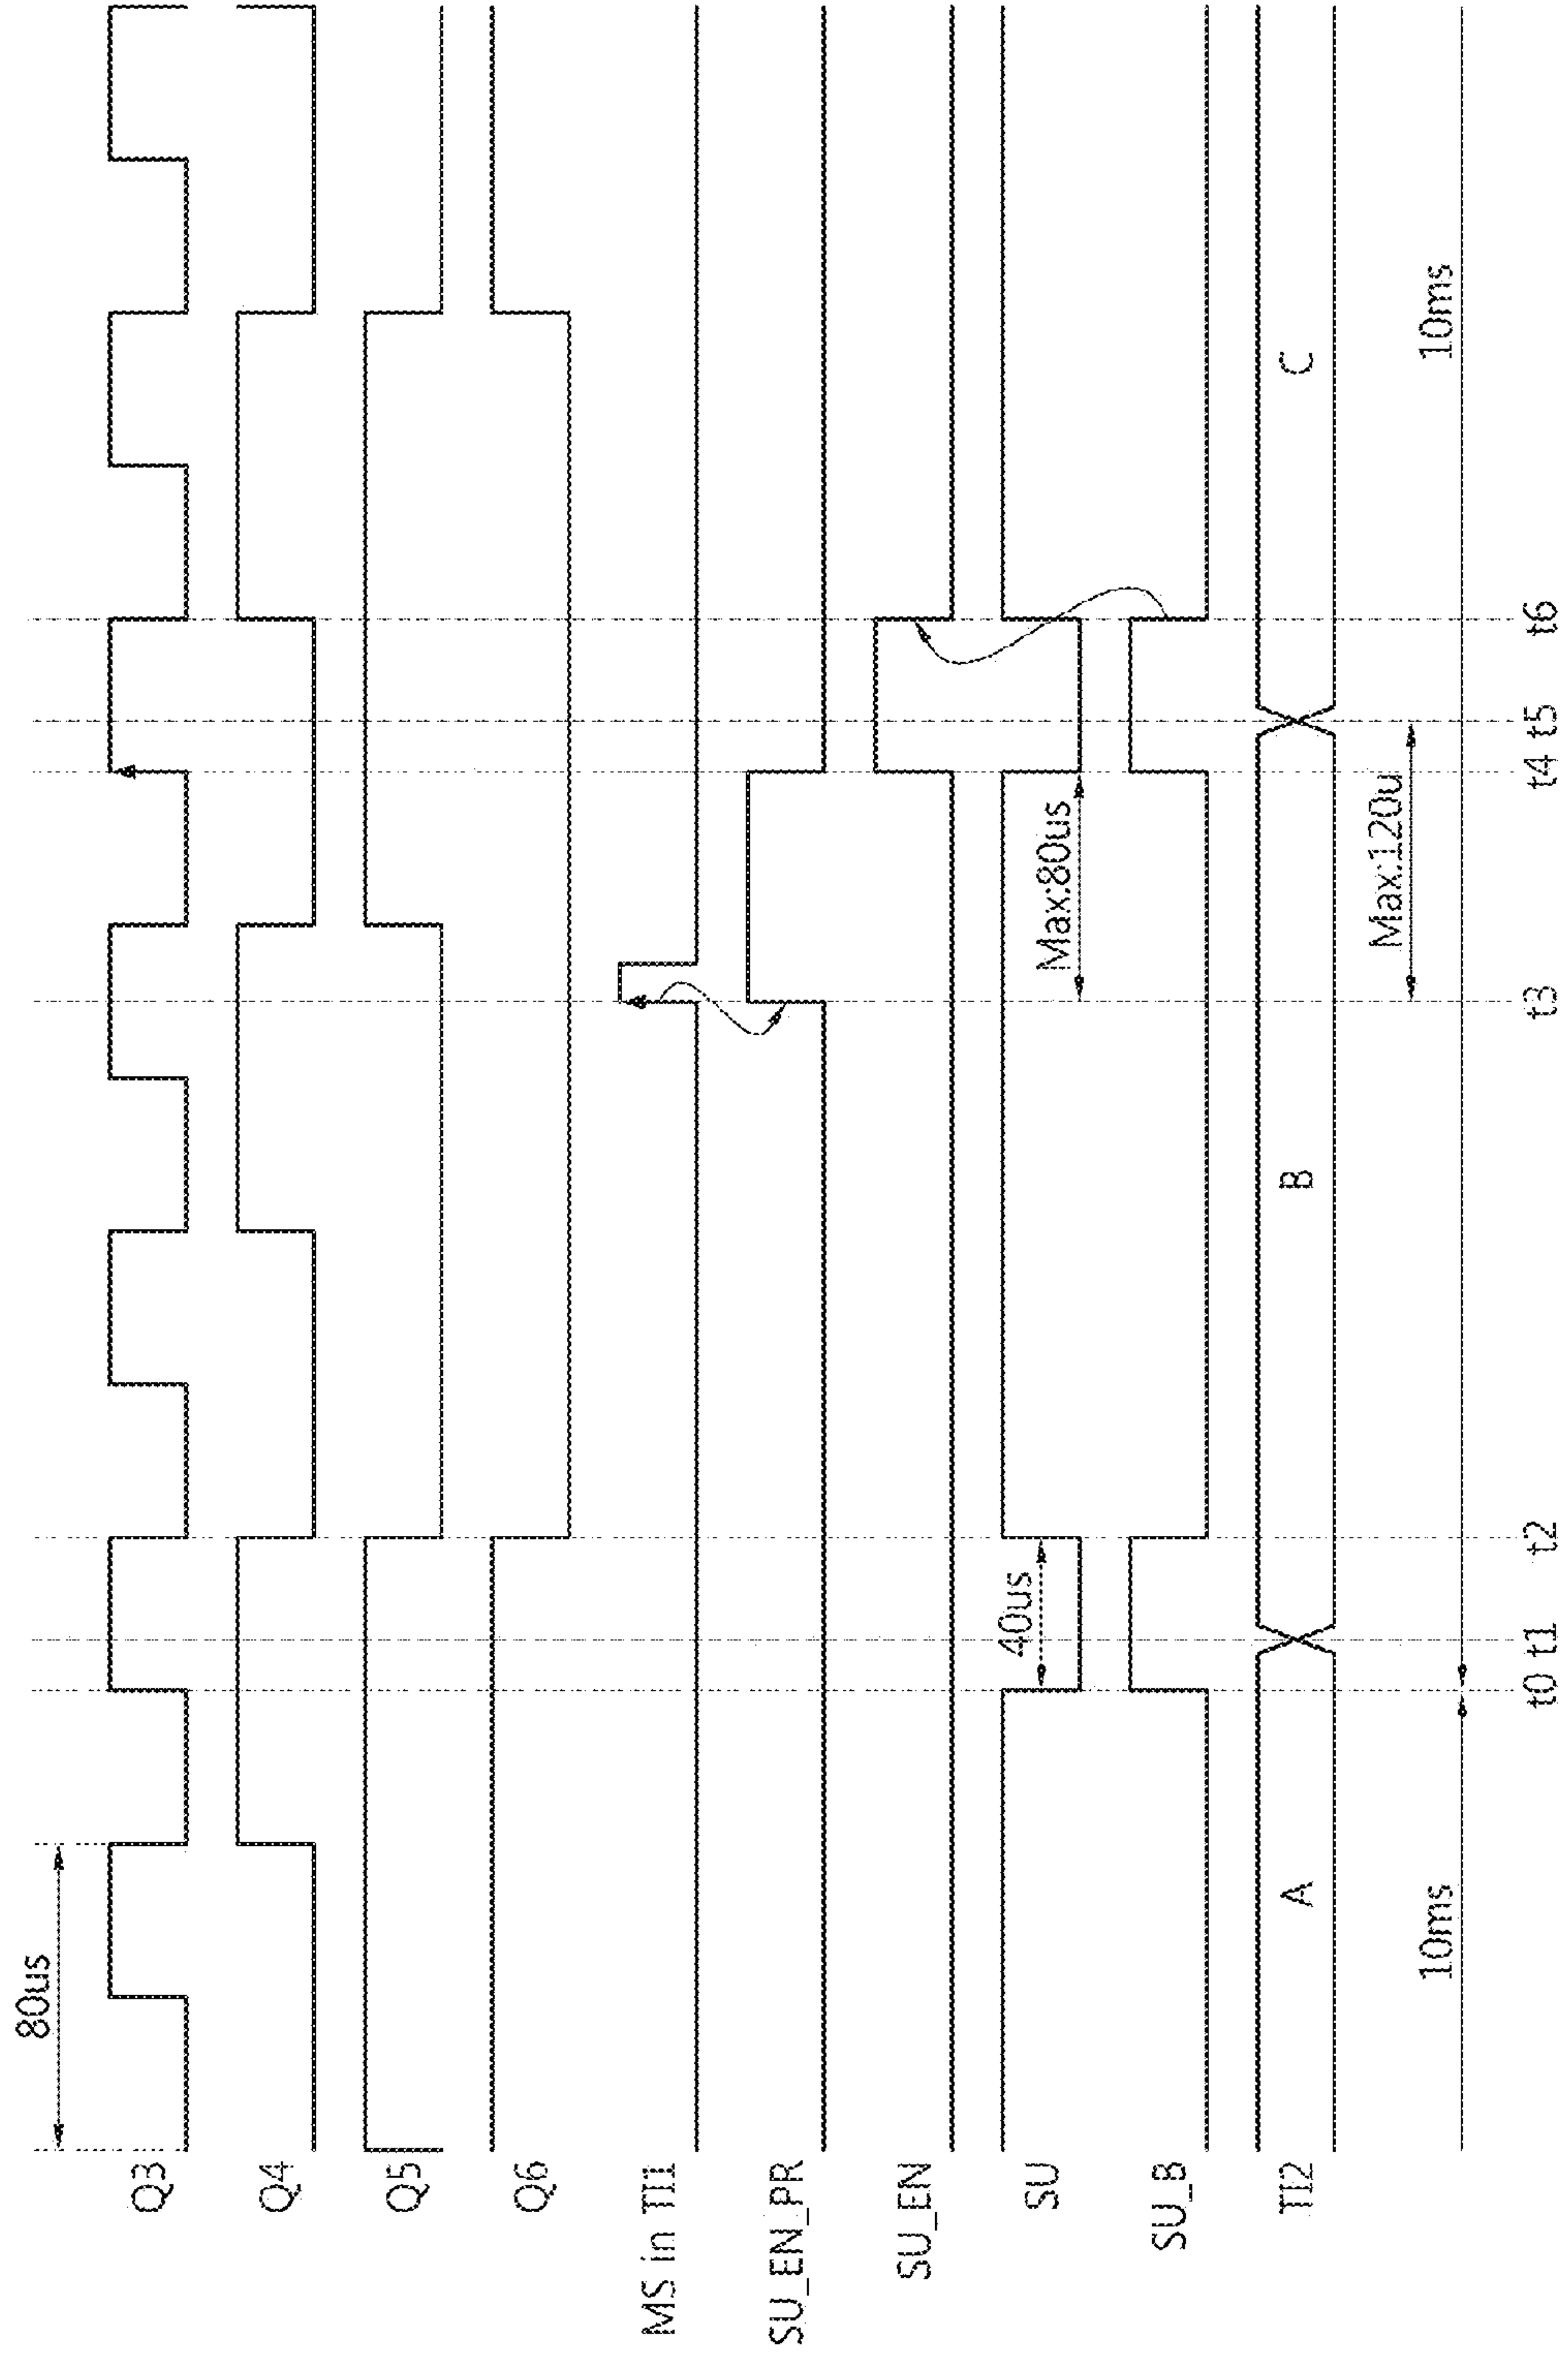 80us
Q3
Q4
Q5
Q6
MS in TI1
SU_EN_PR
SU_EN
SU
40us
Max:80us
SU_B
TI2
A
B
C
Max:120u
10ms
10ms
t0
t1
t2
t3
t4
t5
t6